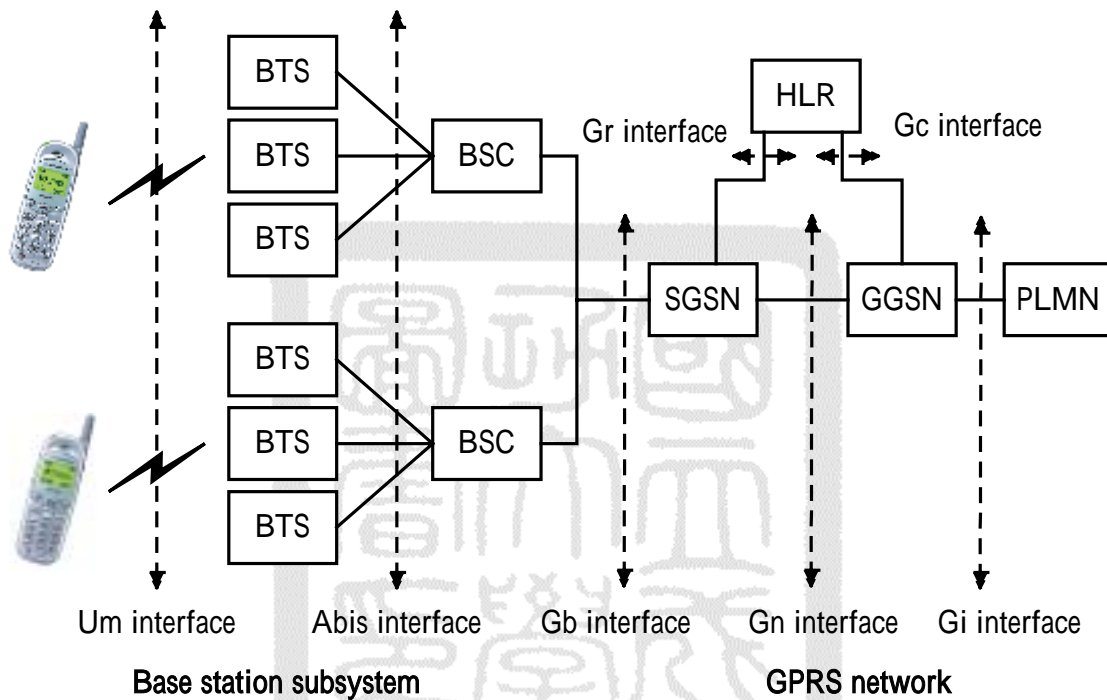 BTS
BTS
BTS
BSC
HLR
Gr interface
Gc interface
SGSN
GGSN
PLMN
BTS
BTS
BTS
BSC
Um interface
Abis interface
Gb interface
Gn interface
Gi interface
Base station subsystem
GPRS network